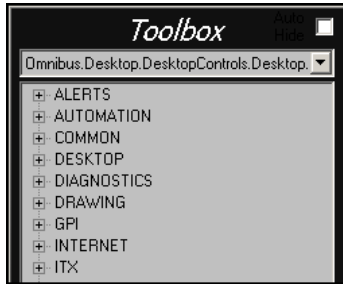 Toolbox
Auto
Hide
Omnibus.Desktop.DesktopControls.Desktop.
ALERTS
AUTOMATION
COMMON
DESKTOP
DIAGNOSTICS
DRAWING
GPI
INTERNET
ITX